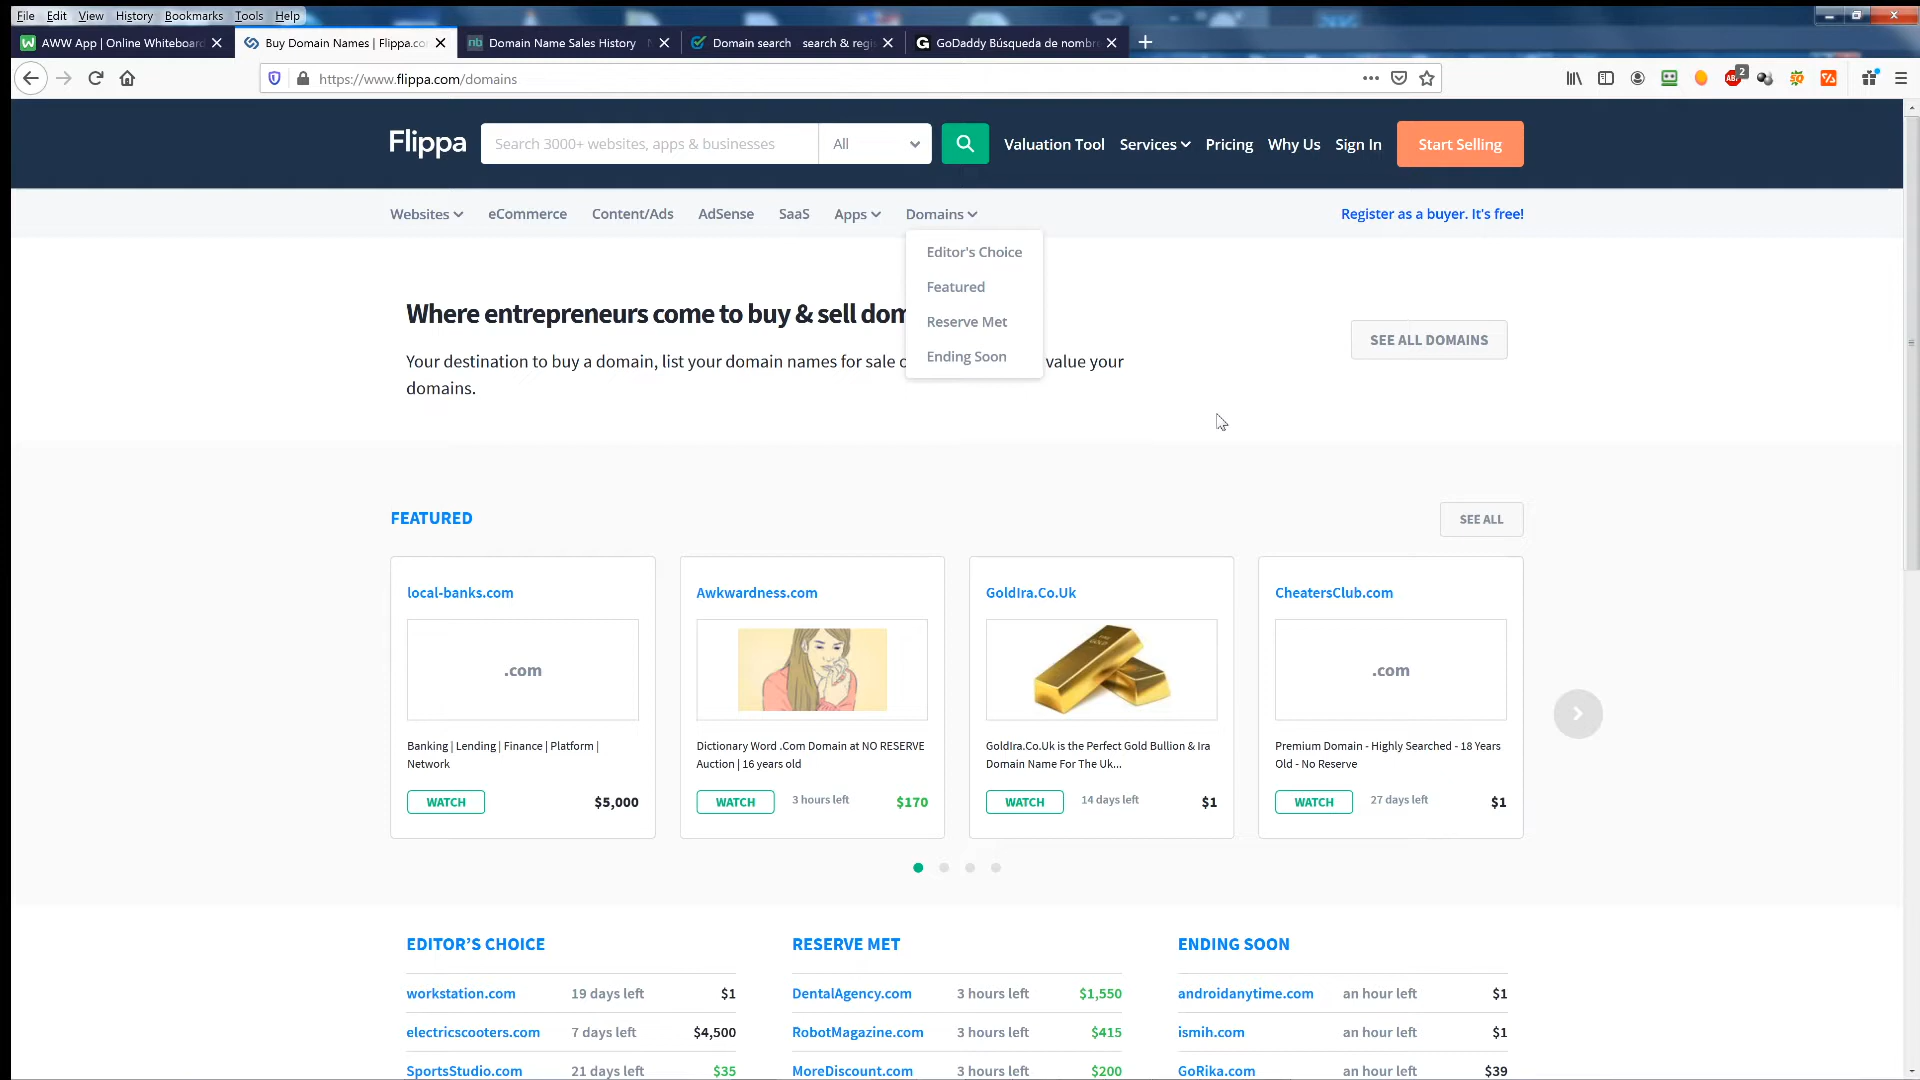 File Edit View History Bookmarks Tools Help
AWW App | Online Whiteboard
Buy Domain Names | Flippa.co
nb Domain Name Sales History
Domain search search & regi
GoDaddy Búsqueda de nombr
https://www.flippa.com/domains
ABP 2
Flippa
Search 3000+ websites, apps & businesses
All
Valuation Tool Services Pricing Why Us Sign In
Start Selling
Websites eCommerce Content/Ads AdSense SaaS Apps Domains
Register as a buyer. It's free!
Editor's Choice
Featured
Reserve Met
Ending Soon
Where entrepreneurs come to buy & sell dom
SEE ALL DOMAINS
Your destination to buy a domain, list your domain names for sale o value your
domains.
FEATURED
SEE ALL
local-banks.com
.com
Banking | Lending | Finance | Platform |
Network
WATCH $5,000
Awkwardness.com
Dictionary Word .Com Domain at NO RESERVE
Auction | 16 years old
WATCH 3 hours left $170
GoldIra.Co.Uk
GoldIra.Co.Uk is the Perfect Gold Bullion & Ira
Domain Name For The Uk...
WATCH 14 days left $1
CheatersClub.com
.com
Premium Domain - Highly Searched - 18 Years
Old - No Reserve
WATCH 27 days left $1
EDITOR’S CHOICE
workstation.com 19 days left $1
electricscooters.com 7 days left $4,500
SportsStudio.com 21 days left $35
RESERVE MET
DentalAgency.com 3 hours left $1,550
RobotMagazine.com 3 hours left $415
MoreDiscount.com 3 hours left $200
ENDING SOON
androidanytime.com an hour left $1
ismih.com an hour left $1
GoRika.com an hour left $39